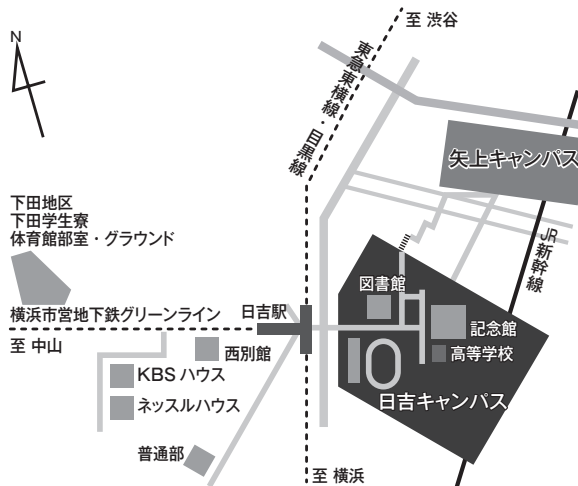 N
至 渋谷
東急東横線・目黒線
矢上キャンパス
JR新幹線
下田地区
下田学生寮
体育館部室・グラウンド
図書館
横浜市営地下鉄グリーンライン
日吉駅
記念館
至 中山
西別館
高等学校
KBS ハウス
ネッスルハウス
日吉キャンパス
普通部
至 横浜